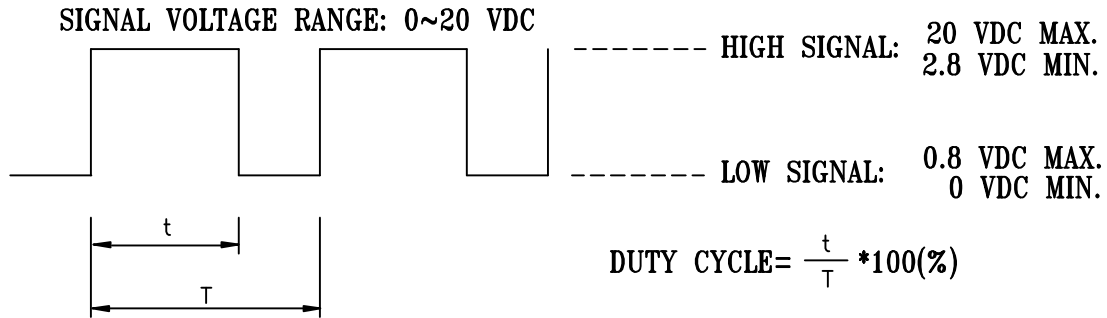 SIGNAL VOLTAGE RANGE: 0~20 VDC
HIGH SIGNAL: 20 VDC MAX.
2.8 VDC MIN.
LOW SIGNAL: 0.8 VDC MAX.
0 VDC MIN.
t
T
DUTY CYCLE= t/T *100(%)